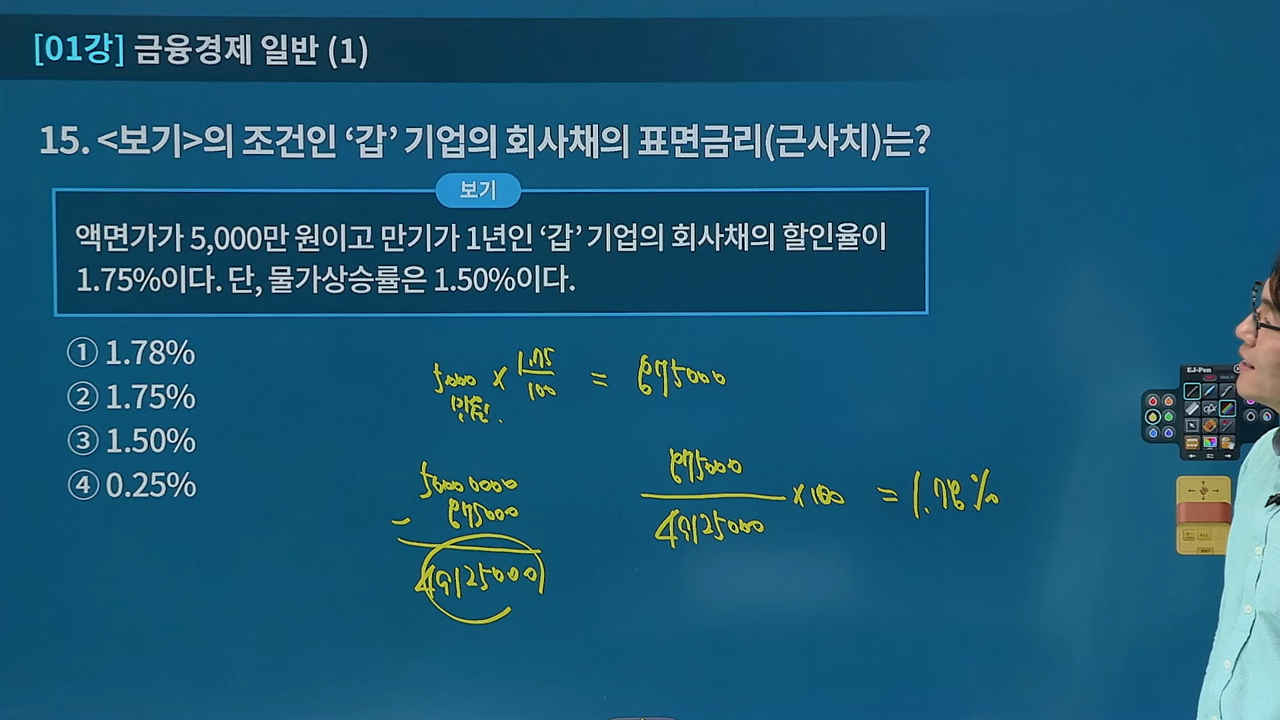 [01강] 금융경제 일반 (1)
15. <보기>의 조건인 ‘갑’ 기업의 회사채의 표면금리(근사치)는?
보기
액면가가 5,000만 원이고 만기가 1년인 ‘갑’ 기업의 회사채의 할인율이
1.75%이다. 단, 물가상승률은 1.50%이다.
① 1.78%
② 1.75%
③ 1.50%
④ 0.25%
5000 × 1.75/100 = 875000
만원.
50000000
- 875000
49125000
875000
49125000 × 100 = 1.78%
EJ-Pen